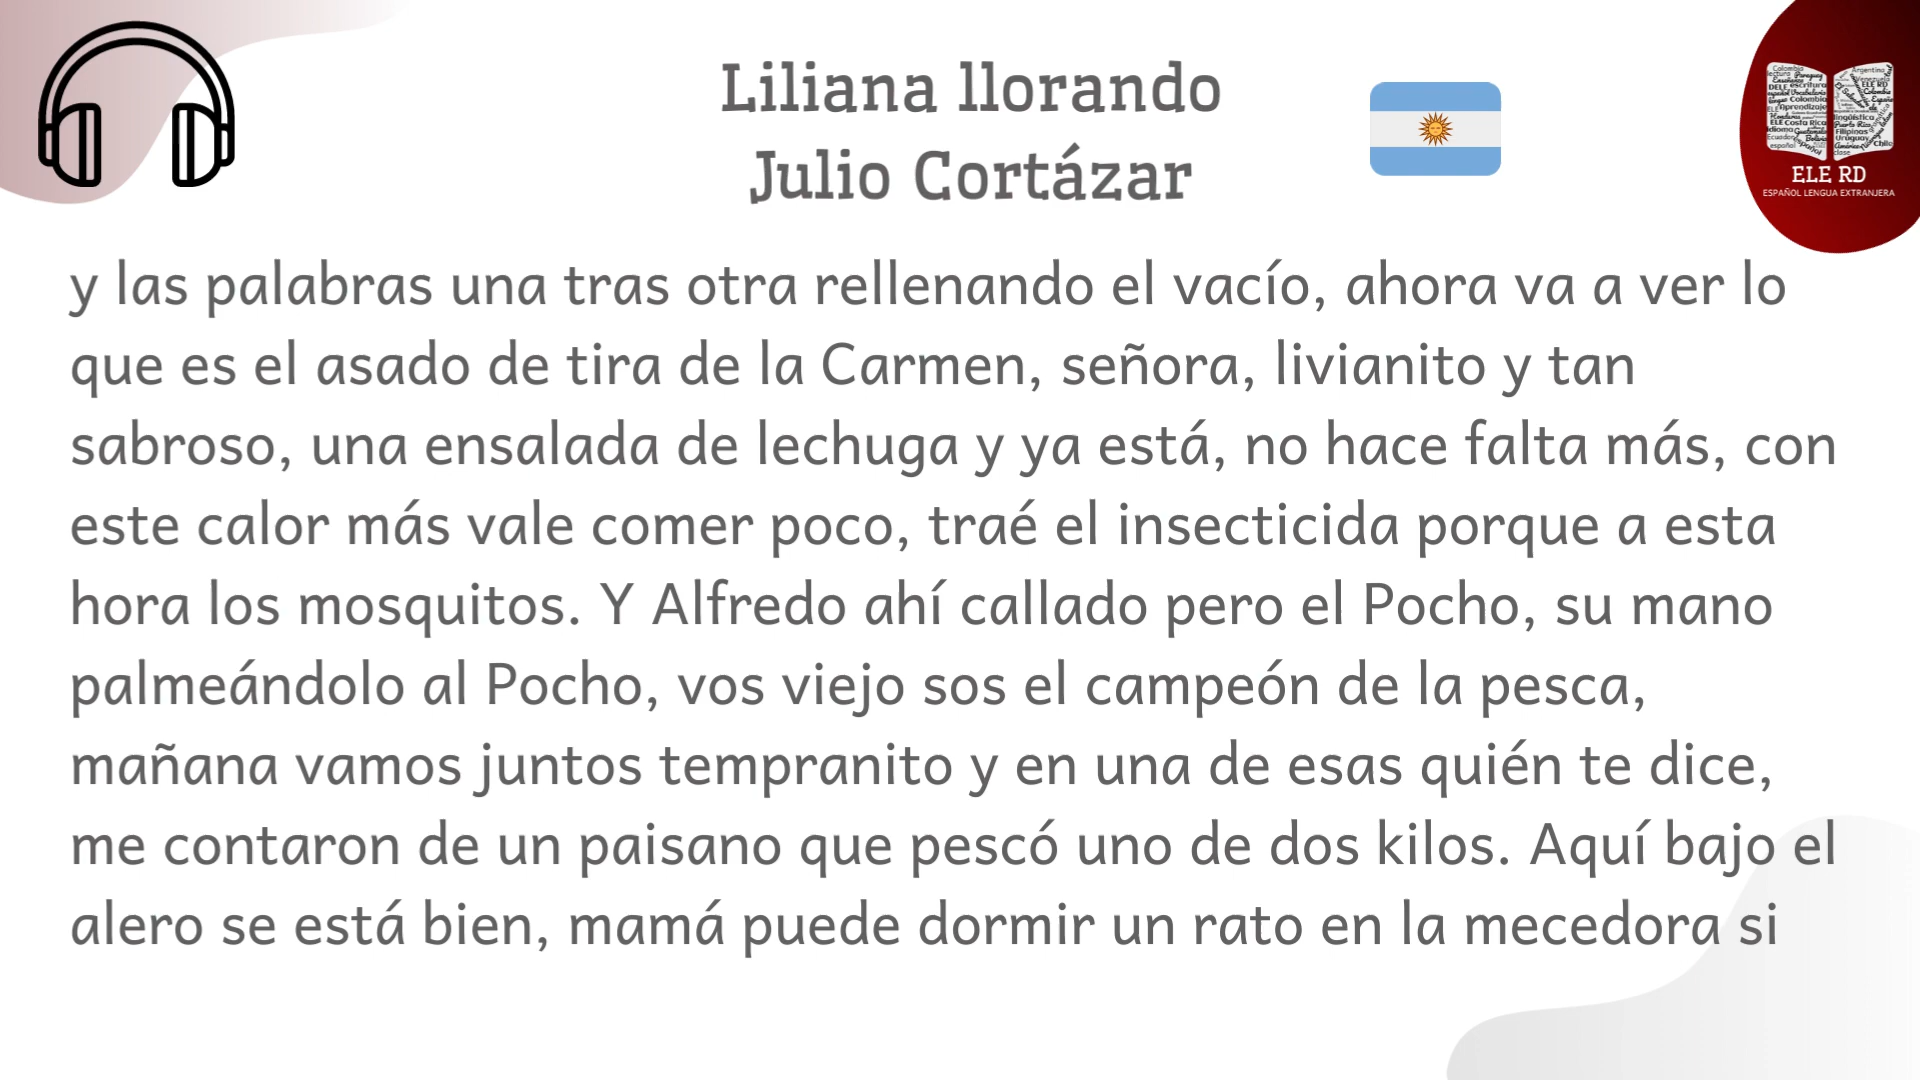 Liliana llorando
Julio Cortázar
ELE RD
ESPAÑOL LENGUA EXTRANJERA
y las palabras una tras otra rellenando el vacío, ahora va a ver lo
que es el asado de tira de la Carmen, señora, livianito y tan
sabroso, una ensalada de lechuga y ya está, no hace falta más, con
este calor más vale comer poco, traé el insecticida porque a esta
hora los mosquitos. Y Alfredo ahí callado pero el Pocho, su mano
palmeándolo al Pocho, vos viejo sos el campeón de la pesca,
mañana vamos juntos tempranito y en una de esas quién te dice,
me contaron de un paisano que pescó uno de dos kilos. Aquí bajo el
alero se está bien, mamá puede dormir un rato en la mecedora si